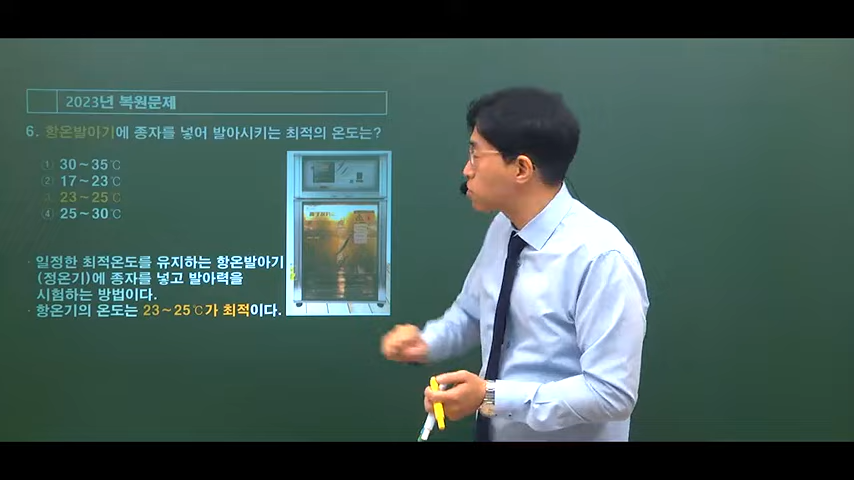 2023년 복원문제
6. 항온발아기에 종자를 넣어 발아시키는 최적의 온도는?
① 30~35℃
② 17~23℃
③ 23~25℃
④ 25~30℃
· 일정한 최적온도를 유지하는 항온발아기
(정온기)에 종자를 넣고 발아력을
시험하는 방법이다.
· 항온기의 온도는 23~25℃가 최적이다.